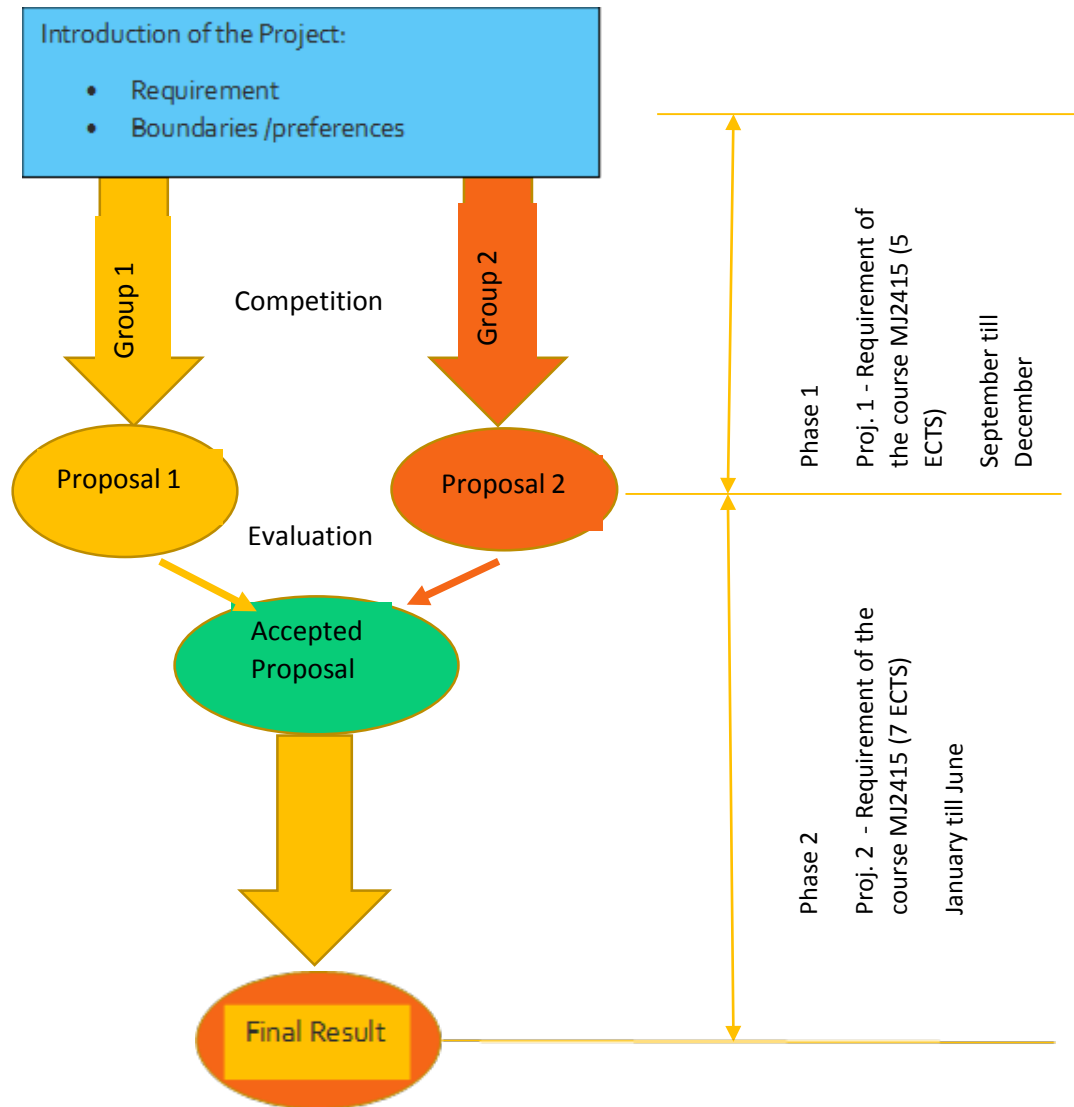 Introduction of the Project:
• Requirement
• Boundaries /preferences
Group 1
Competition
Group 2
Proposal 1
Proposal 2
Evaluation
Accepted
Proposal
Final Result
Phase 1
Proj. 1 - Requirement of
the course MJ2415 (5
ECTS)
September till
December
Phase 2
Proj. 2 - Requirement of the
course MJ2415 (7 ECTS)
January till June